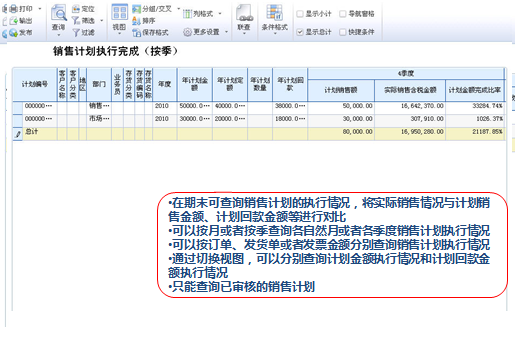 打印 定位 分组/交叉 列格式 显示小计 导航窗格
输出 查询 筛选 视图 排序 联查 条件格式
发布 过滤 保存格式 更多设置 显示总计 快捷条件
销售计划执行完成（按季）
计划编号 客户名称 客户分类 地区 部门 业务员 存货分类 存货编码 存货名称 年度 年计划金额 年计划定额 年计划数量 年计划回款 4季度
计划销售额 实际销售含税金额 计划金额完成比率
000000··· 销售··· 2010 50000.0··· 40000.0··· 38000.0··· 50,000.00 16,642,370.00 33284.74%
000000··· 市场··· 2010 30000.0··· 20000.0··· 18000.0··· 30,000.00 307,910.00 1026.37%
总计 80,000.00 16,950,280.00 21187.85%
•在期末可查询销售计划的执行情况，将实际销售情况与计划销
售金额、计划回款金额等进行对比
•可以按月或者按季查询各自然月或者各季度销售计划执行情况
•可以按订单、发货单或者发票金额分别查询销售计划执行情况
•通过切换视图，可以分别查询计划金额执行情况和计划回款金
额执行情况
•只能查询已审核的销售计划